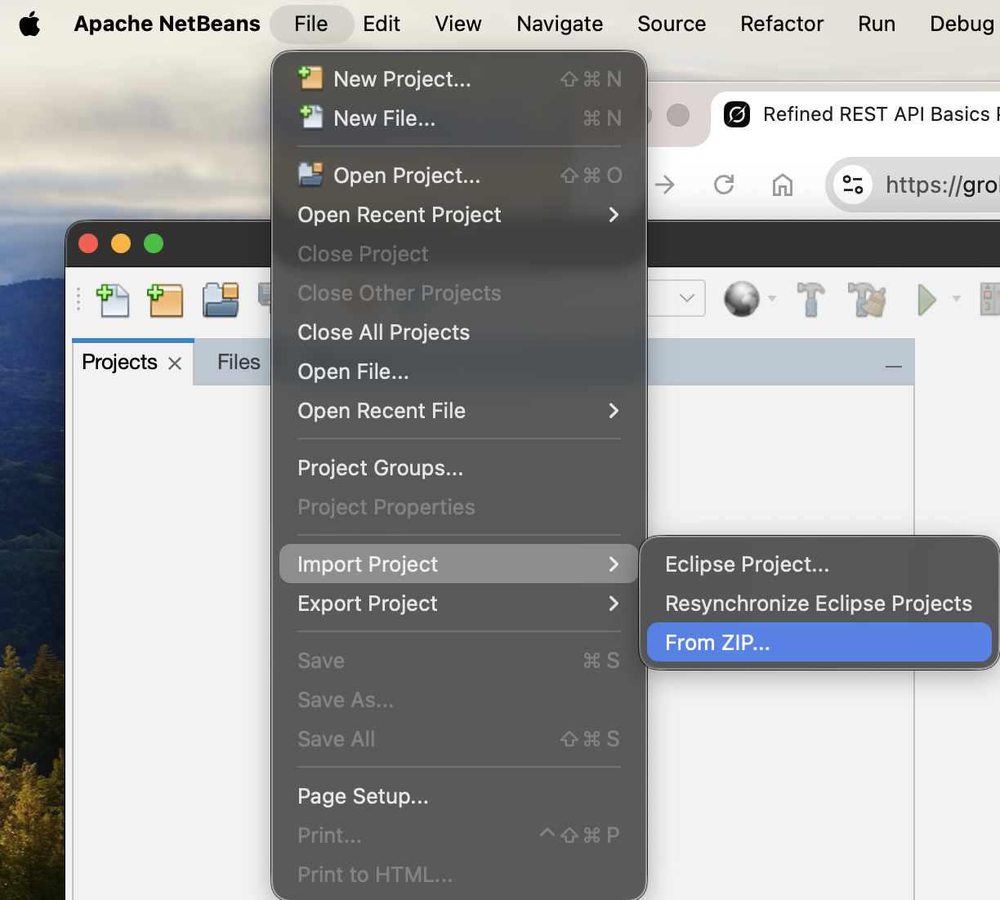 Apache NetBeans File Edit View Navigate Source Refactor Run Debug
New Project... ⇧⌘N
New File... ⌘N
Refined REST API Basics
Open Project... ⇧⌘O
https://gro
Open Recent Project
Close Project
Close Other Projects
Close All Projects
Projects Files
Open File...
Open Recent File
Project Groups...
Project Properties
Import Project
Eclipse Project...
Export Project
Resynchronize Eclipse Projects
From ZIP...
Save ⌘S
Save As...
Save All ⇧⌘S
Page Setup...
Print... ^⇧⌘P
Print to HTML...